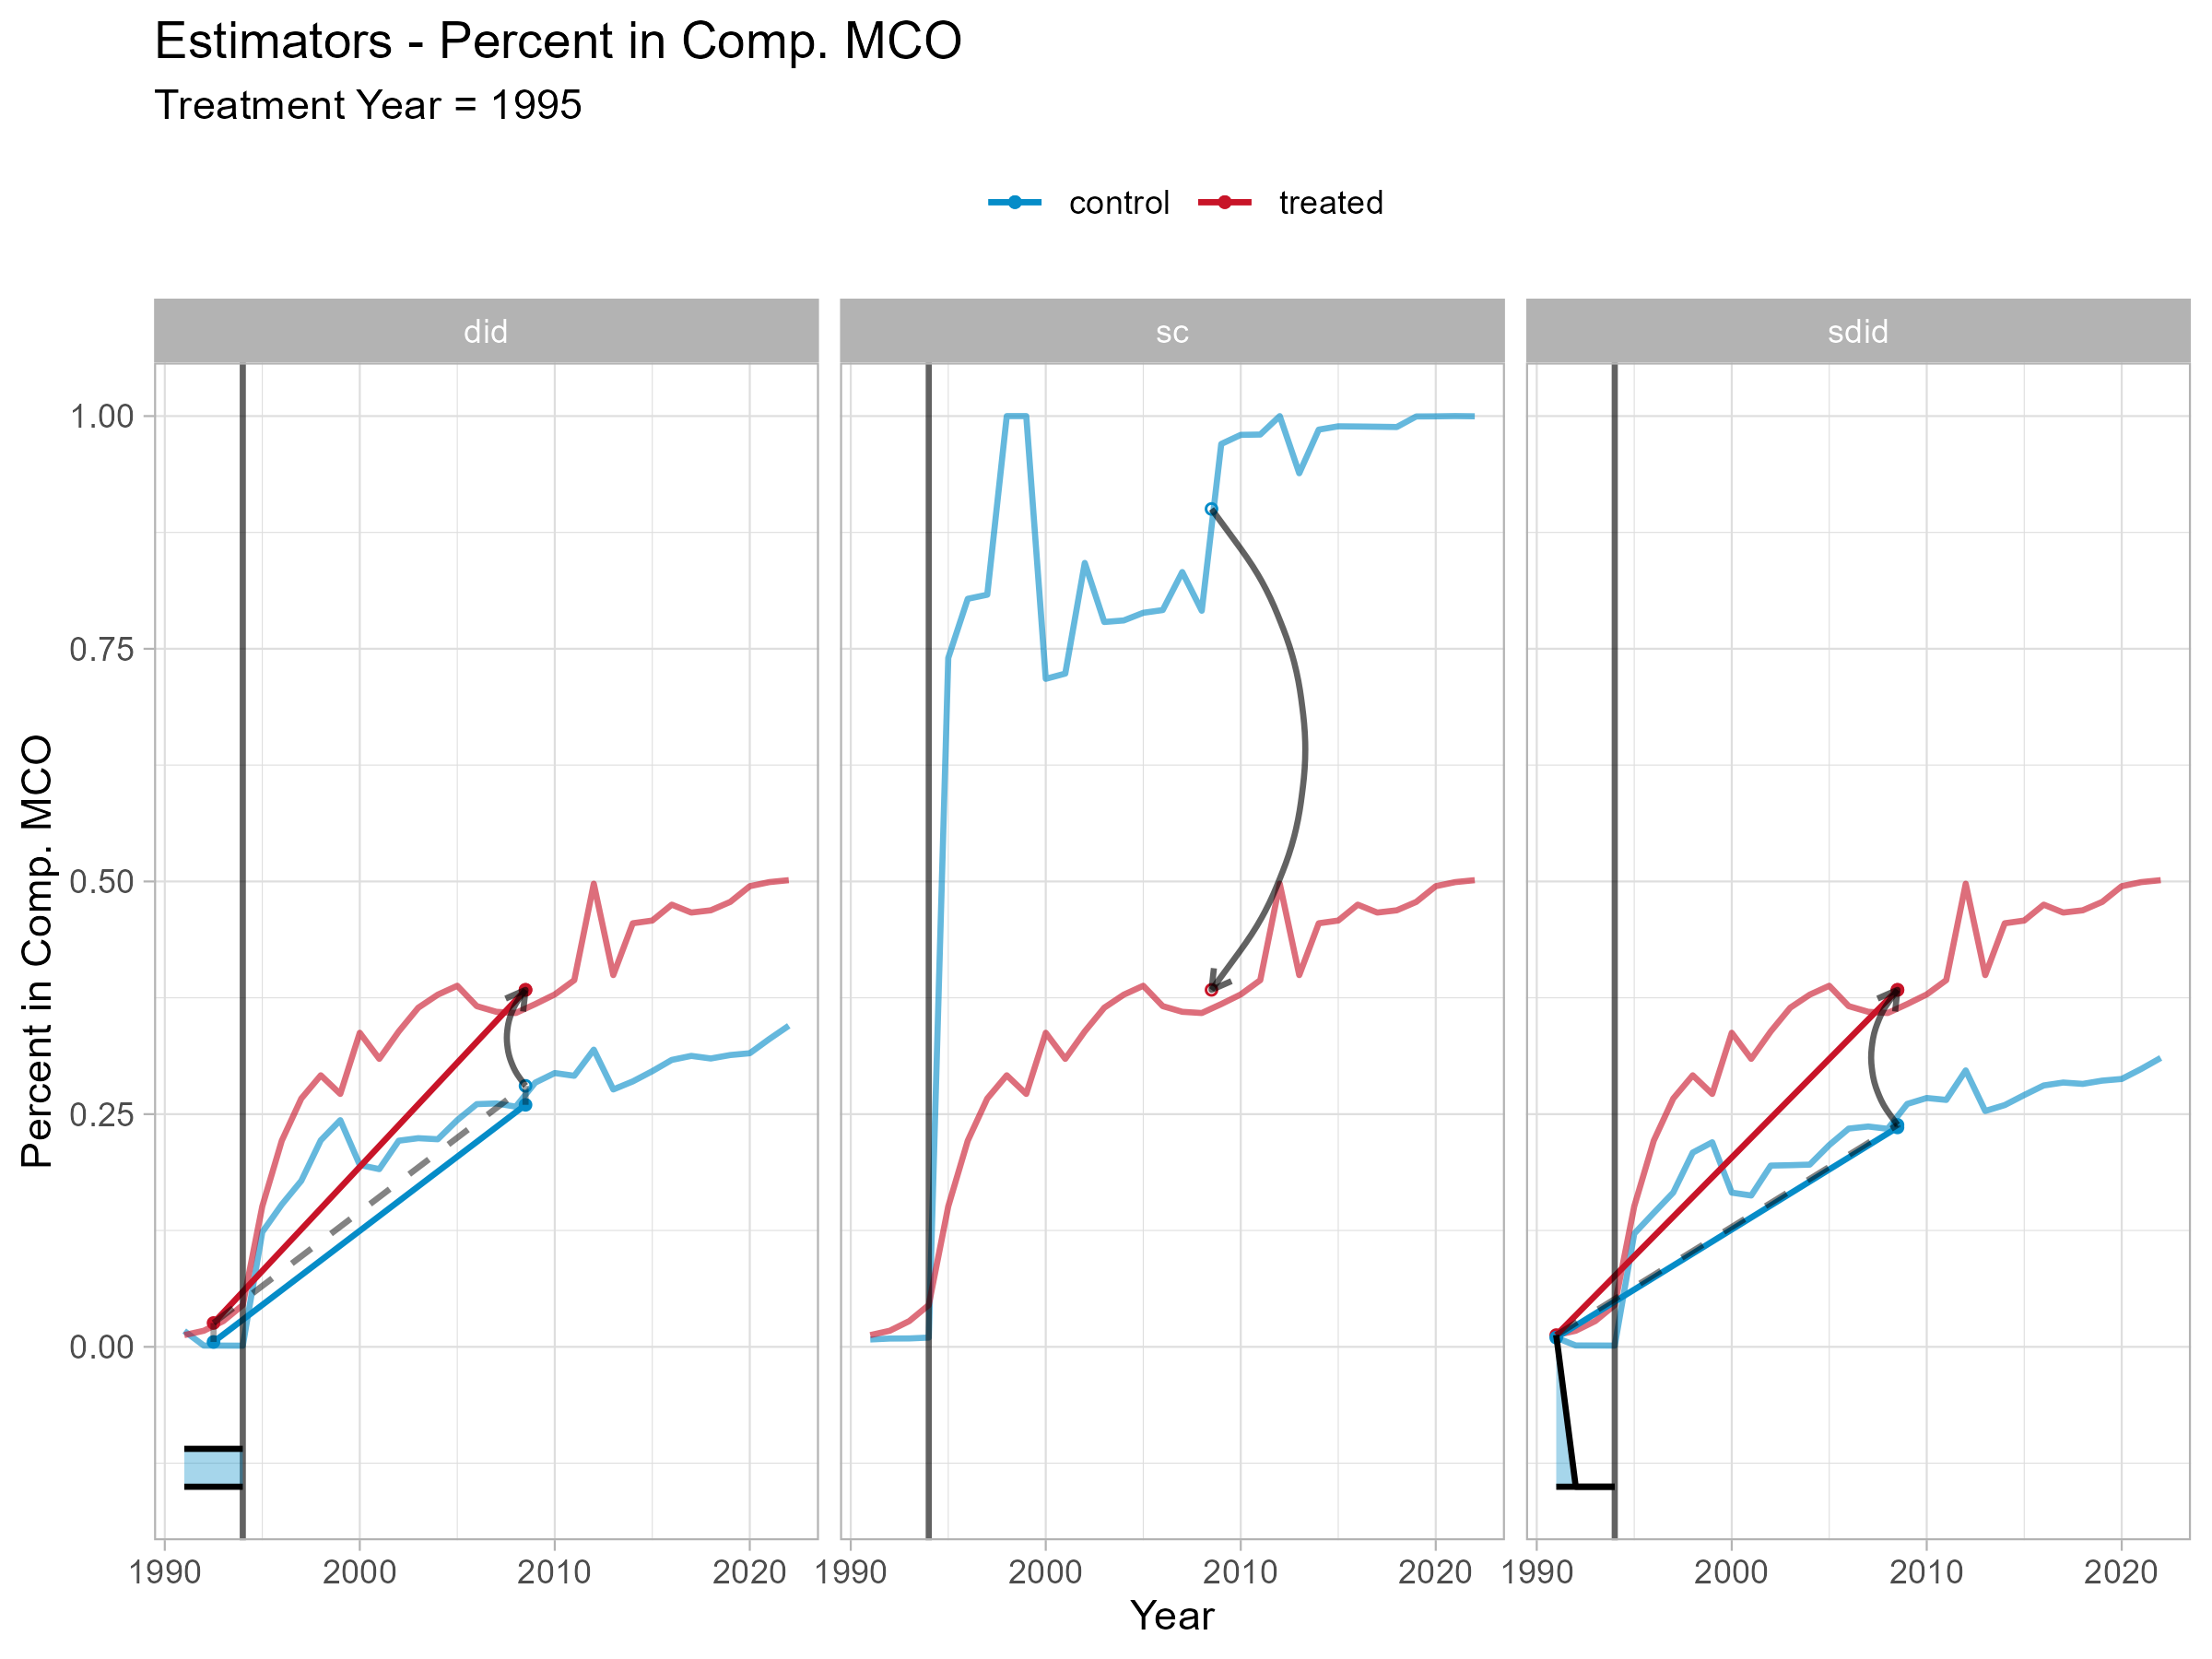 Estimators - Percent in Comp. MCO
Treatment Year = 1995
control treated
did sc sdid
1.00
0.75
0.50
0.25
0.00
Percent in Comp. MCO
1990 2000 2010 2020 1990 2000 2010 2020 1990 2000 2010 2020
Year